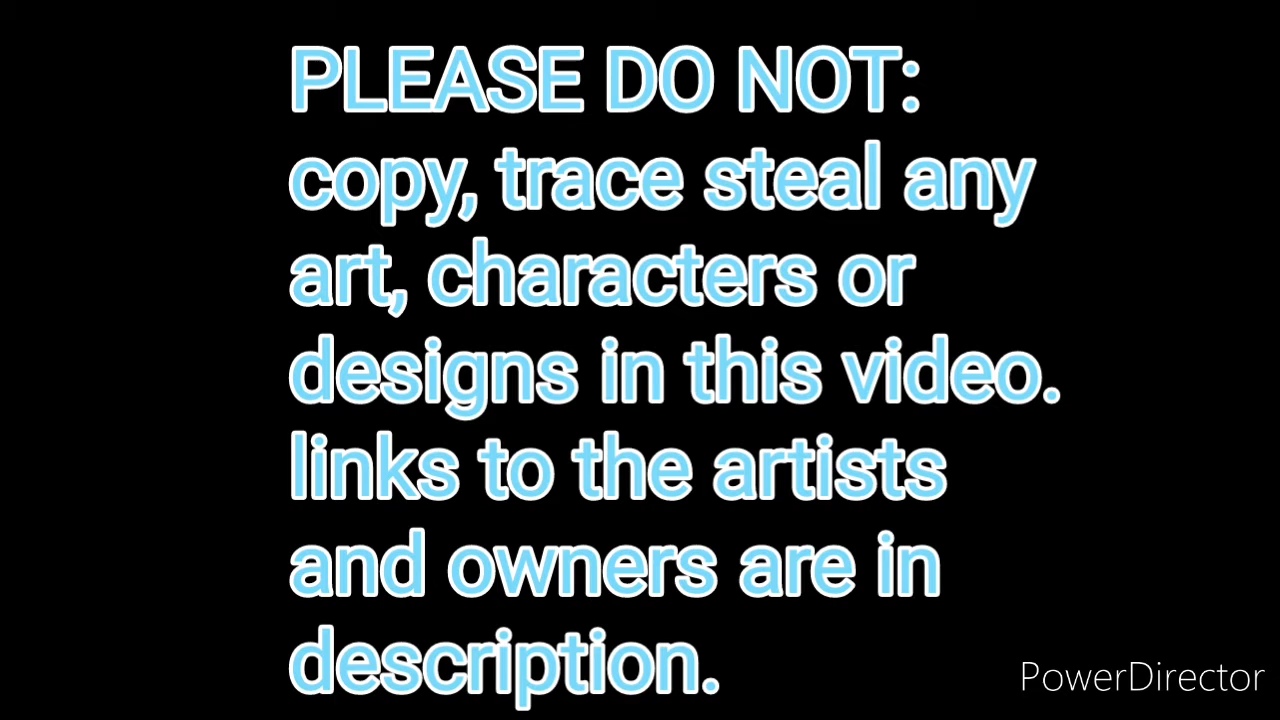 PLEASE DO NOT:
copy, trace steal any
art, characters or
designs in this video.
links to the artists
and owners are in
description.
PowerDirector